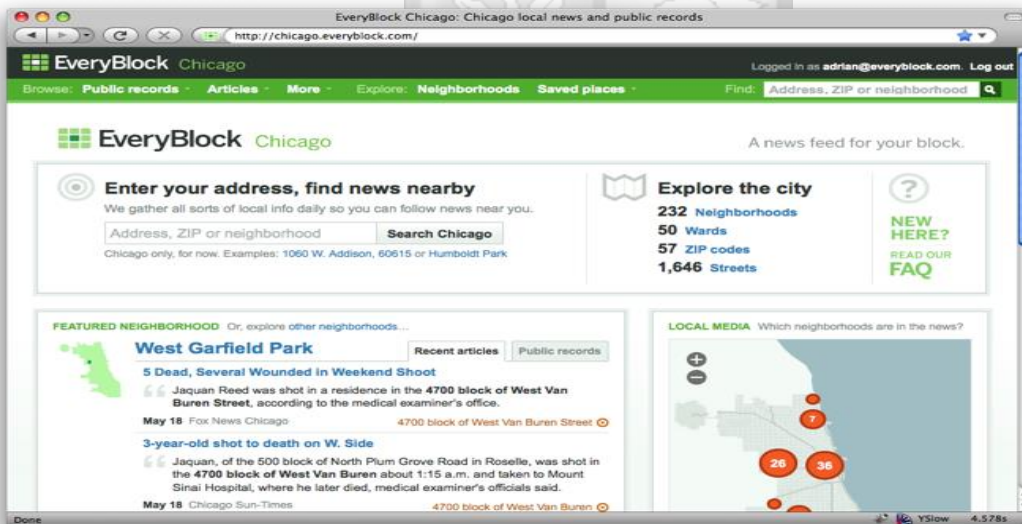 EveryBlock Chicago: Chicago local news and public records
http://chicago.everyblock.com/
EveryBlock Chicago
Logged in as adrian@everyblock.com. Log out
Browse: Public records Articles More Explore: Neighborhoods Saved places Find: Address, ZIP or neighborhood
EveryBlock Chicago
A news feed for your block.
Enter your address, find news nearby
We gather all sorts of local info daily so you can follow news near you.
Address, ZIP or neighborhood Search Chicago
Chicago only, for now. Examples: 1060 W. Addison, 60615 or Humboldt Park
Explore the city
232 Neighborhoods
50 Wards
57 ZIP codes
1,646 Streets
?
NEW
HERE?
READ OUR
FAQ
FEATURED NEIGHBORHOOD Or, explore other neighborhoods...
West Garfield Park
Recent articles Public records
5 Dead, Several Wounded in Weekend Shoot
Jaquan Reed was shot in a residence in the 4700 block of West Van
Buren Street, according to the medical examiner's office.
May 18 Fox News Chicago 4700 block of West Van Buren Street
3-year-old shot to death on W. Side
Jaquan, of the 500 block of North Plum Grove Road in Roselle, was shot in
the 4700 block of West Van Buren about 1:15 a.m. and taken to Mount
Sinai Hospital, where he later died, medical examiner's officials said.
May 18 Chicago Sun-Times 4700 block of West Van Buren
LOCAL MEDIA Which neighborhoods are in the news?
7
26 36
Done YSlow 4.578s